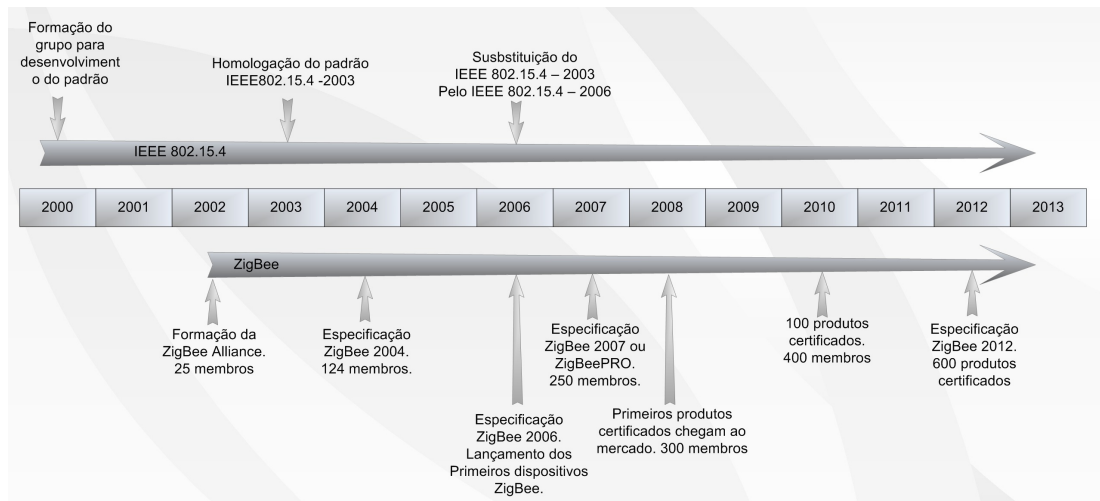 Formação do
grupo para
desenvolviment
o do padrão
Homologação do padrão
IEEE802.15.4 -2003
Susbstituição do
IEEE 802.15.4 – 2003
Pelo IEEE 802.15.4 – 2006
IEEE 802.15.4
2000 2001 2002 2003 2004 2005 2006 2007 2008 2009 2010 2011 2012 2013
ZigBee
Formação da
ZigBee Alliance.
25 membros
Especificação
ZigBee 2004.
124 membros.
Especificação
ZigBee 2006.
Lançamento dos
Primeiros dispositivos
ZigBee.
Especificação
ZigBee 2007 ou
ZigBeePRO.
250 membros.
Primeiros produtos
certificados chegam ao
mercado. 300 membros
100 produtos
certificados.
400 membros
Especificação
ZigBee 2012.
600 produtos
certificados